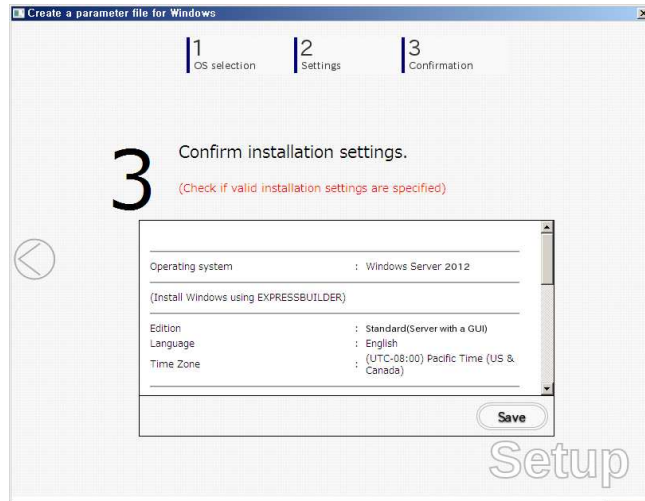 Create a parameter file for Windows
1
OS selection
2
Settings
3
Confirmation
3
Confirm installation settings.
(Check if valid installation settings are specified)
Operating system : Windows Server 2012
(Install Windows using EXPRESSBUILDER)
Edition : Standard(Server with a GUI)
Language : English
Time Zone : (UTC-08:00) Pacific Time (US &
Canada)
Save
Setup